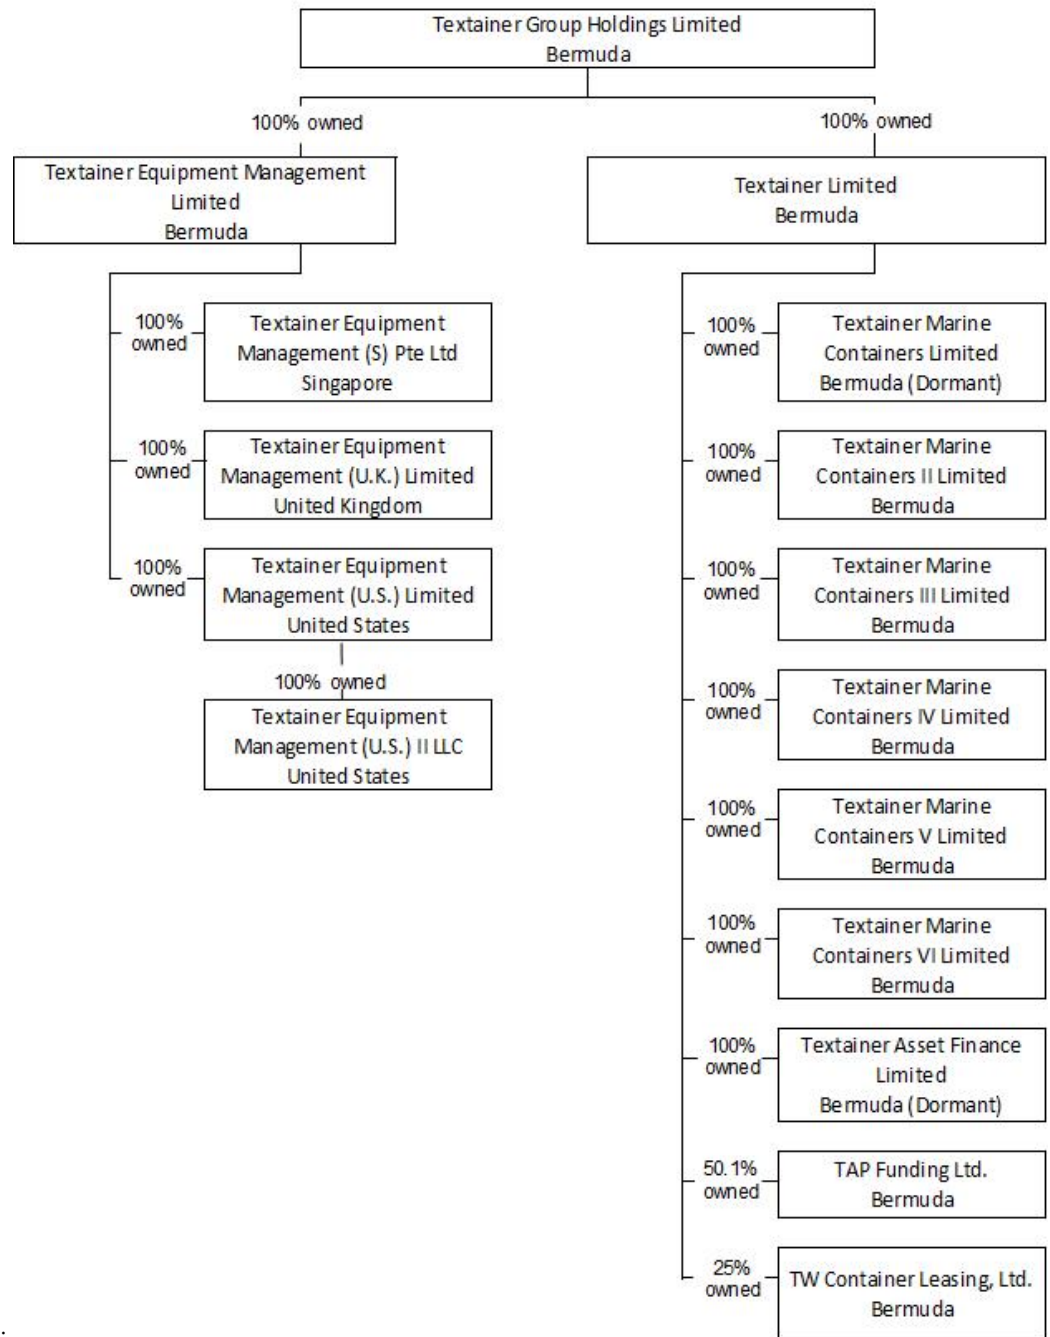 Textainer Group Holdings Limited
Bermuda
100% owned
100% owned
Textainer Equipment Management
Limited
Bermuda
Textainer Limited
Bermuda
100%
owned
Textainer Equipment
Management (S) Pte Ltd
Singapore
100%
owned
Textainer Equipment
Management (U.K.) Limited
United Kingdom
100%
owned
Textainer Equipment
Management (U.S.) Limited
United States
100% owned
Textainer Equipment
Management (U.S.) II LLC
United States
100%
owned
Textainer Marine
Containers Limited
Bermuda (Dormant)
100%
owned
Textainer Marine
Containers II Limited
Bermuda
100%
owned
Textainer Marine
Containers III Limited
Bermuda
100%
owned
Textainer Marine
Containers IV Limited
Bermuda
100%
owned
Textainer Marine
Containers V Limited
Bermuda
100%
owned
Textainer Marine
Containers VI Limited
Bermuda
100%
owned
Textainer Asset Finance
Limited
Bermuda (Dormant)
50.1%
owned
TAP Funding Ltd.
Bermuda
25%
owned
TW Container Leasing, Ltd.
Bermuda
.